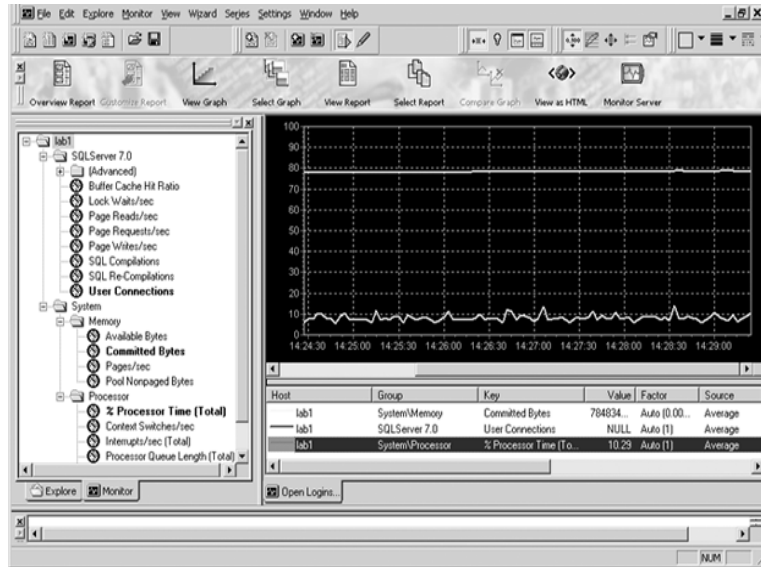 File Edit Explore Monitor View Wizard Series Settings Window Help
Overview Report Customize Report View Graph Select Graph View Report Select Report Compare Graph View as HTML Monitor Server
lab1
SQLServer 7.0
(Advanced)
Buffer Cache Hit Ratio
Lock Waits/sec
Page Reads/sec
Page Requests/sec
Page Writes/sec
SQL Compilations
SQL Re-Compilations
User Connections
System
Memory
Available Bytes
Committed Bytes
Pages/sec
Pool Nonpaged Bytes
Processor
% Processor Time (Total)
Context Switches/sec
Interrupts/sec (Total)
Processor Queue Length (Total)
Explore Monitor
100
90
80
70
60
50
40
30
20
10
0
14:24:30 14:25:00 14:25:30 14:26:00 14:26:30 14:27:00 14:27:30 14:28:00 14:28:30 14:29:00
Host Group Key Value Factor Source
lab1 System\Memory Committed Bytes 784834... Auto (0.00... Average
lab1 SQLServer 7.0 User Connections NULL Auto (1) Average
lab1 System\Processor % Processor Time (To... 10.29 Auto (1) Average
Open Logins...
NUM